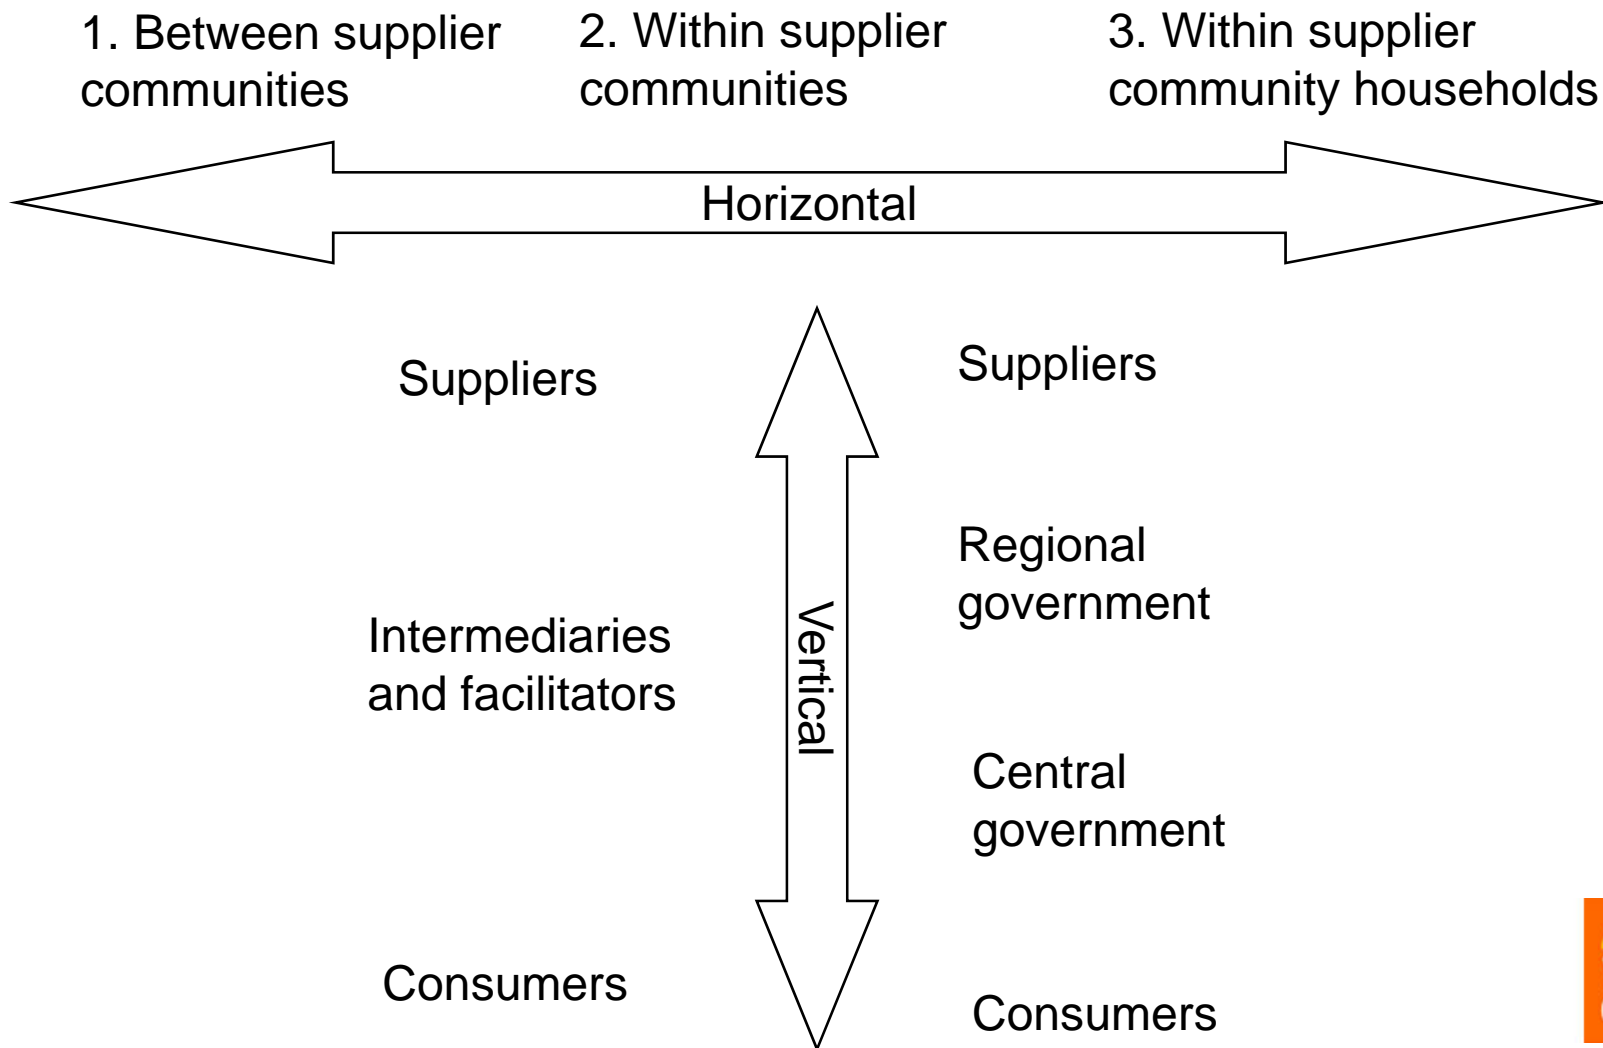 1. Between supplier
communities
2. Within supplier
communities
3. Within supplier
community households
Horizontal
Suppliers
Intermediaries
and facilitators
Consumers
Vertical
Suppliers
Regional
government
Central
government
Consumers